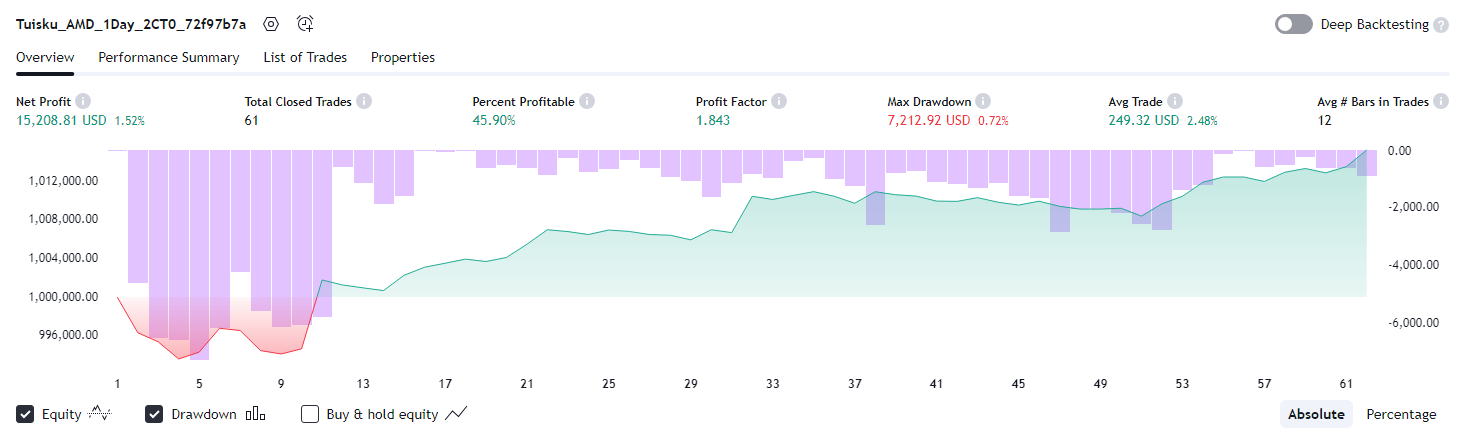 Tuisku_AMD_1Day_2CT0_72f97b7a
Deep Backtesting ?
Overview Performance Summary List of Trades Properties
Net Profit i Total Closed Trades i Percent Profitable i Profit Factor i Max Drawdown i Avg Trade i Avg # Bars in Trades i
15,208.81 USD 1.52% 61 45.90% 1.843 7,212.92 USD 0.72% 249.32 USD 2.48% 12
0.00
1,012,000.00
1,008,000.00 -2,000.00
1,004,000.00 -4,000.00
1,000,000.00
996,000.00 -6,000.00
1 5 9 13 17 21 25 29 33 37 41 45 49 53 57 61
Equity Drawdown Buy & hold equity Absolute Percentage